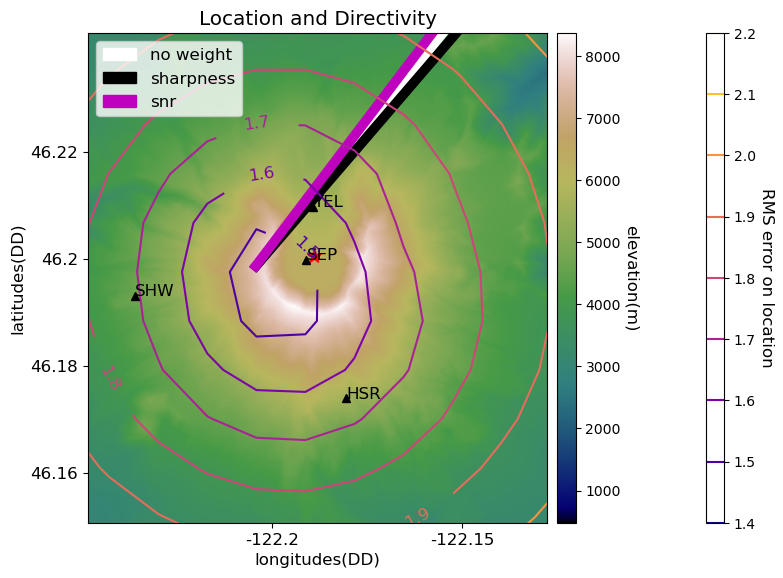 Location and Directivity
no weight
sharpness
snr
1.7
1.6
1.5
YEL
SEP
SHW
HSR
1.8
1.9
46.22
46.2
46.18
46.16
-122.2
-122.15
latitudes(DD)
longitudes(DD)
8000
7000
6000
5000
4000
3000
2000
1000
elevation(m)
2.2
2.1
2.0
1.9
1.8
1.7
1.6
1.5
1.4
RMS error on location